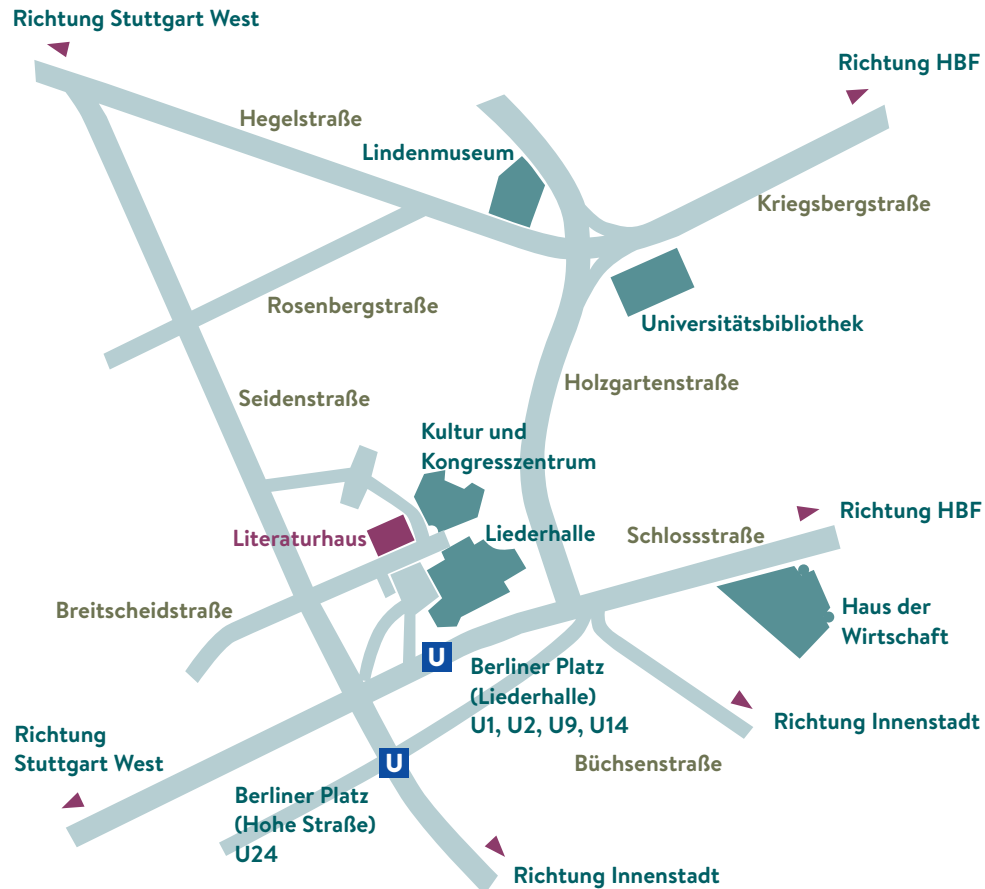 Richtung Stuttgart West
Richtung HBF
Hegelstraße
Lindenmuseum
Kriegsbergstraße
Rosenbergstraße
Universitätsbibliothek
Holzgartenstraße
Seidenstraße
Kultur und
Kongresszentrum
Richtung HBF
Literaturhaus
Liederhalle
Schlossstraße
Breitscheidstraße
Haus der
Wirtschaft
U
Berliner Platz
(Liederhalle)
U1, U2, U9, U14
Richtung Innenstadt
Richtung
Stuttgart West
U
Büchsenstraße
Berliner Platz
(Hohe Straße)
U24
Richtung Innenstadt